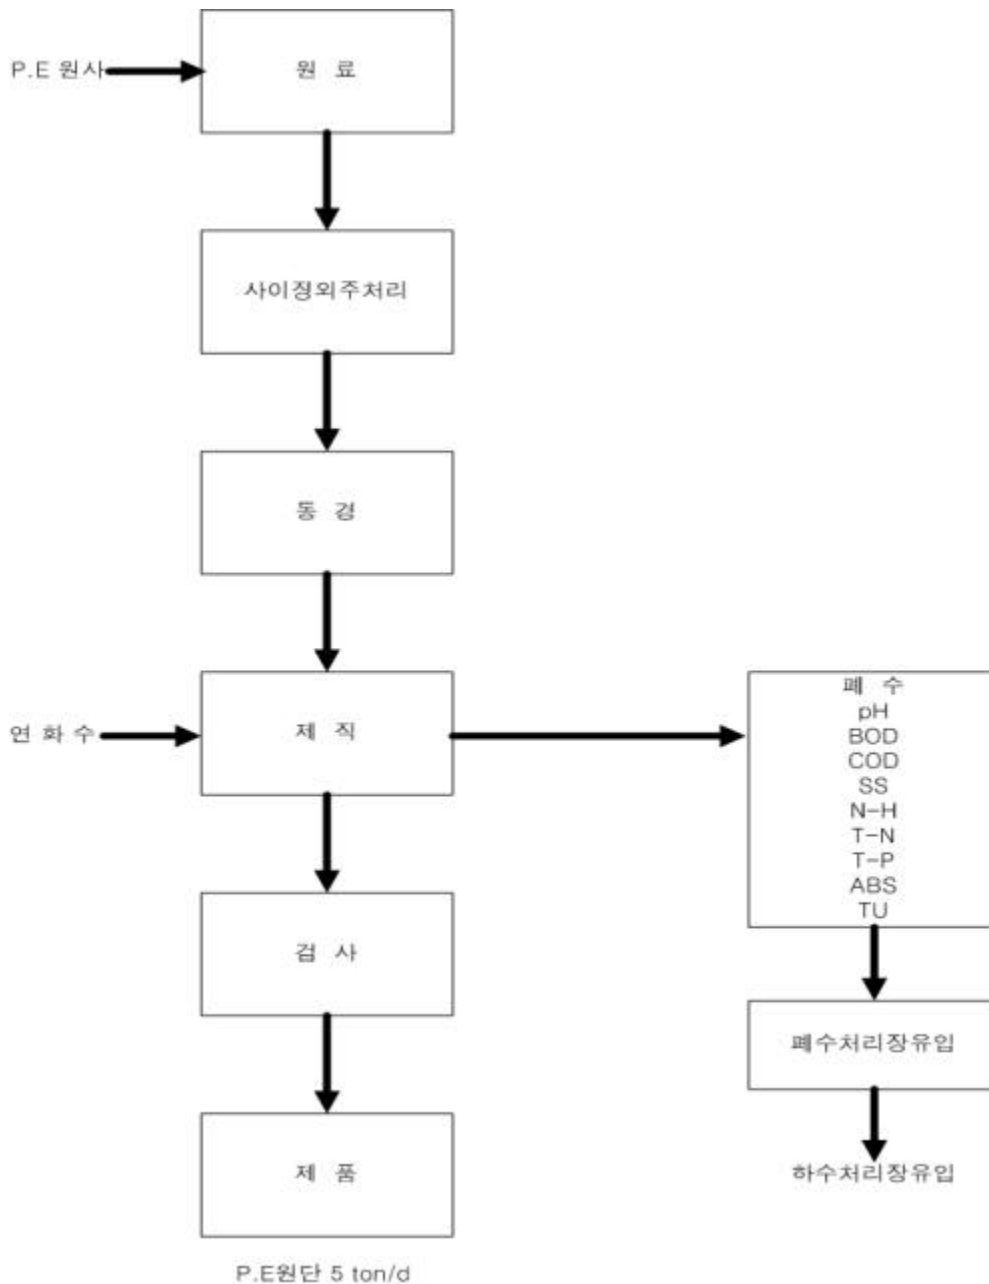 P.E 원사
원 료
사이징외주처리
동 경
연 화 수
제 직
폐 수
pH
BOD
COD
SS
N-H
T-N
T-P
ABS
TU
검 사
폐수처리장유입
제 품
하수처리장유입
P.E원단 5 ton/d